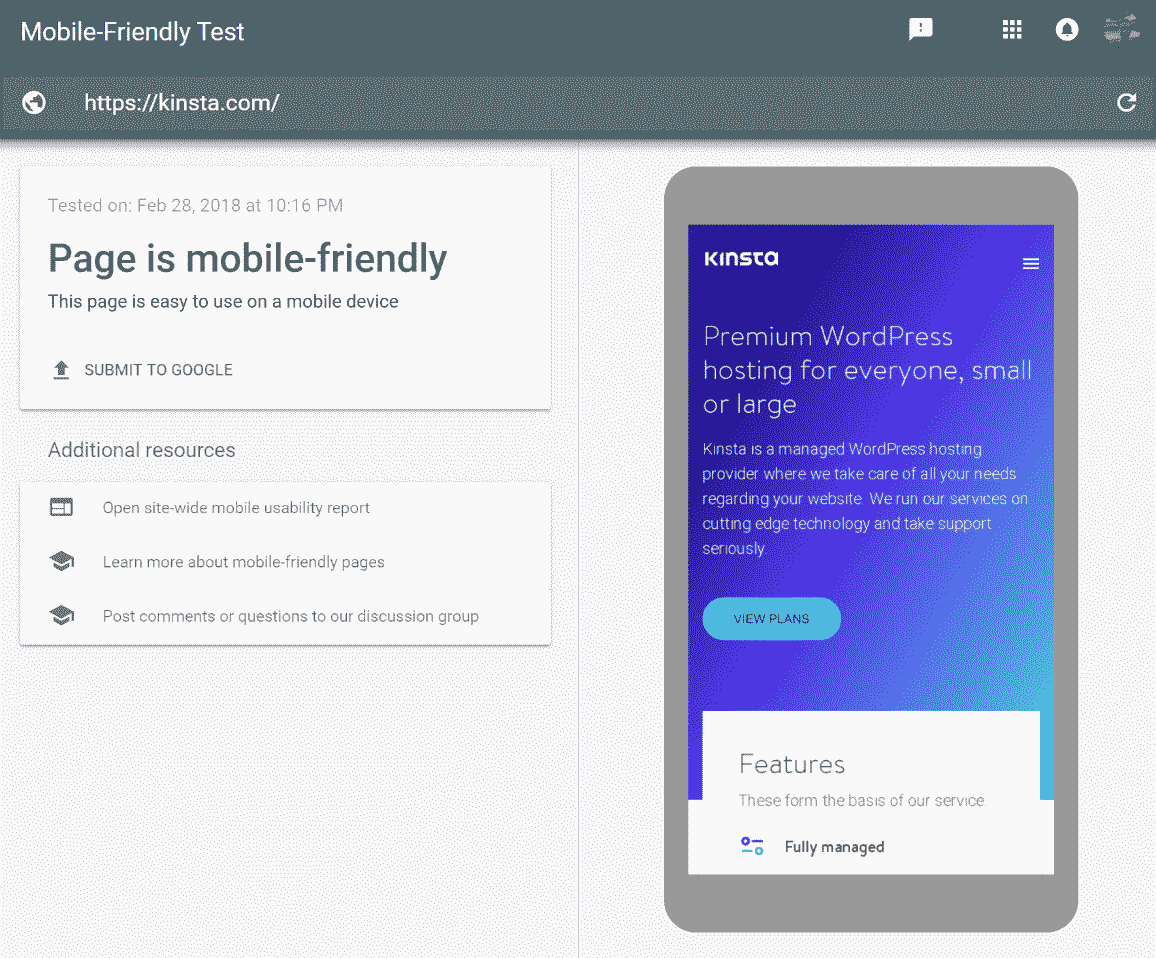 Mobile-Friendly Test
https://kinsta.com/
Tested on: Feb 28, 2018 at 10:16 PM
Page is mobile-friendly
This page is easy to use on a mobile device
SUBMIT TO GOOGLE
Additional resources
Open site-wide mobile usability report
Learn more about mobile-friendly pages
Post comments or questions to our discussion group
KINSTA
Premium WordPress
hosting for everyone, small
or large
Kinsta is a managed WordPress hosting
provider where we take care of all your needs
regarding your website. We run our services on
cutting edge technology and take support
seriously.
VIEW PLANS
Features
These form the basis of our service.
Fully managed